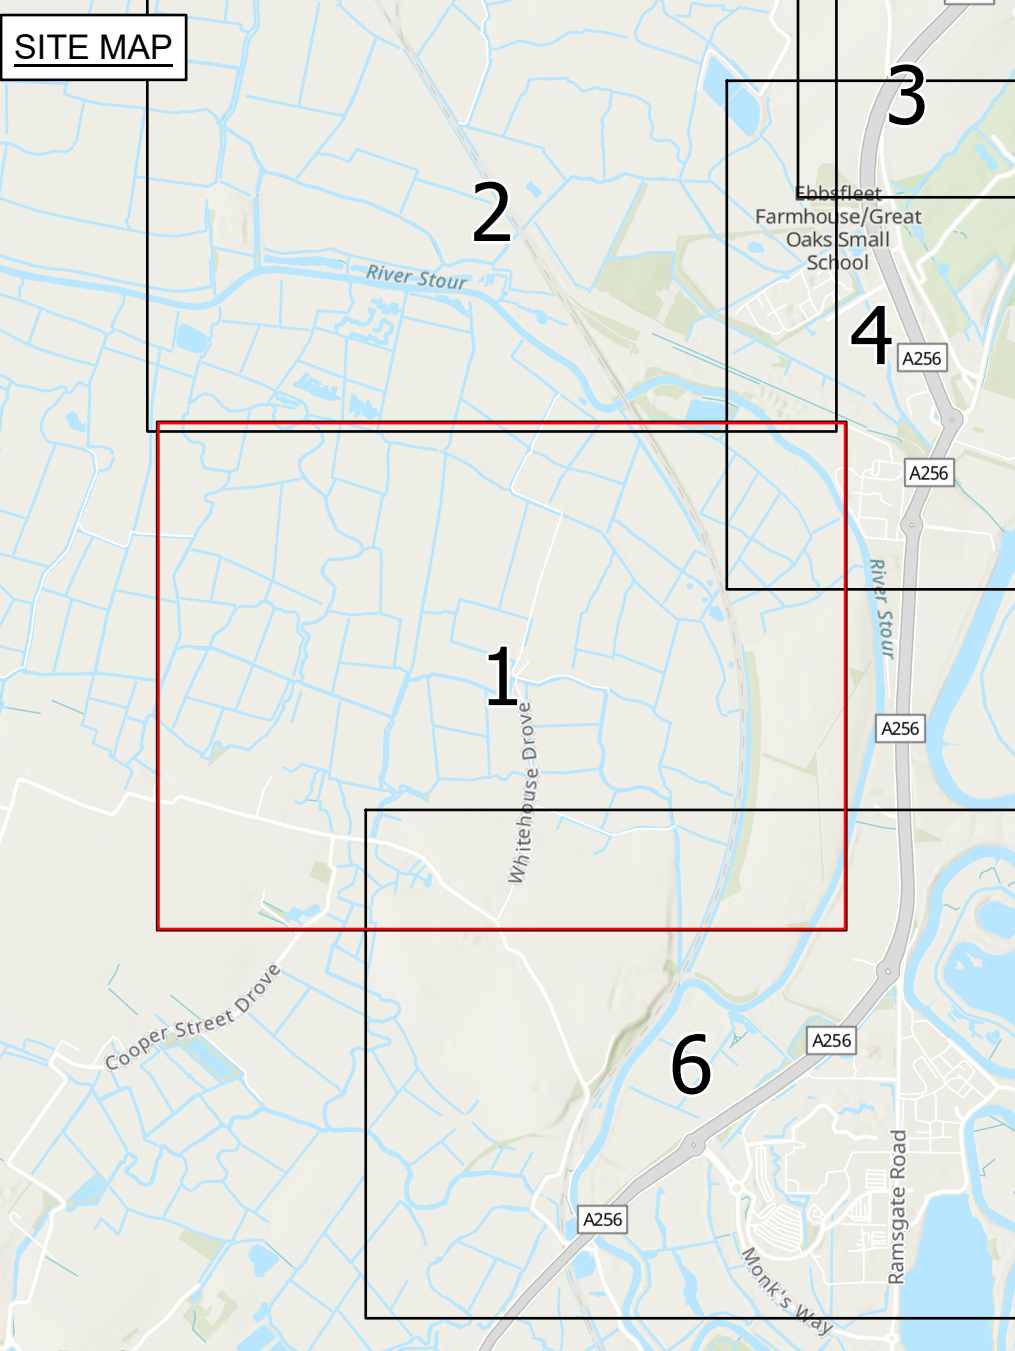 SITE MAP
3
2
Ebbsfleet
Farmhouse/Great
Oaks Small
School
River Stour
4
A256
A256
River Stour
1
Whitehouse Drove
A256
Cooper Street Drove
6
A256
A256
Ramsgate Road
Monk's Way